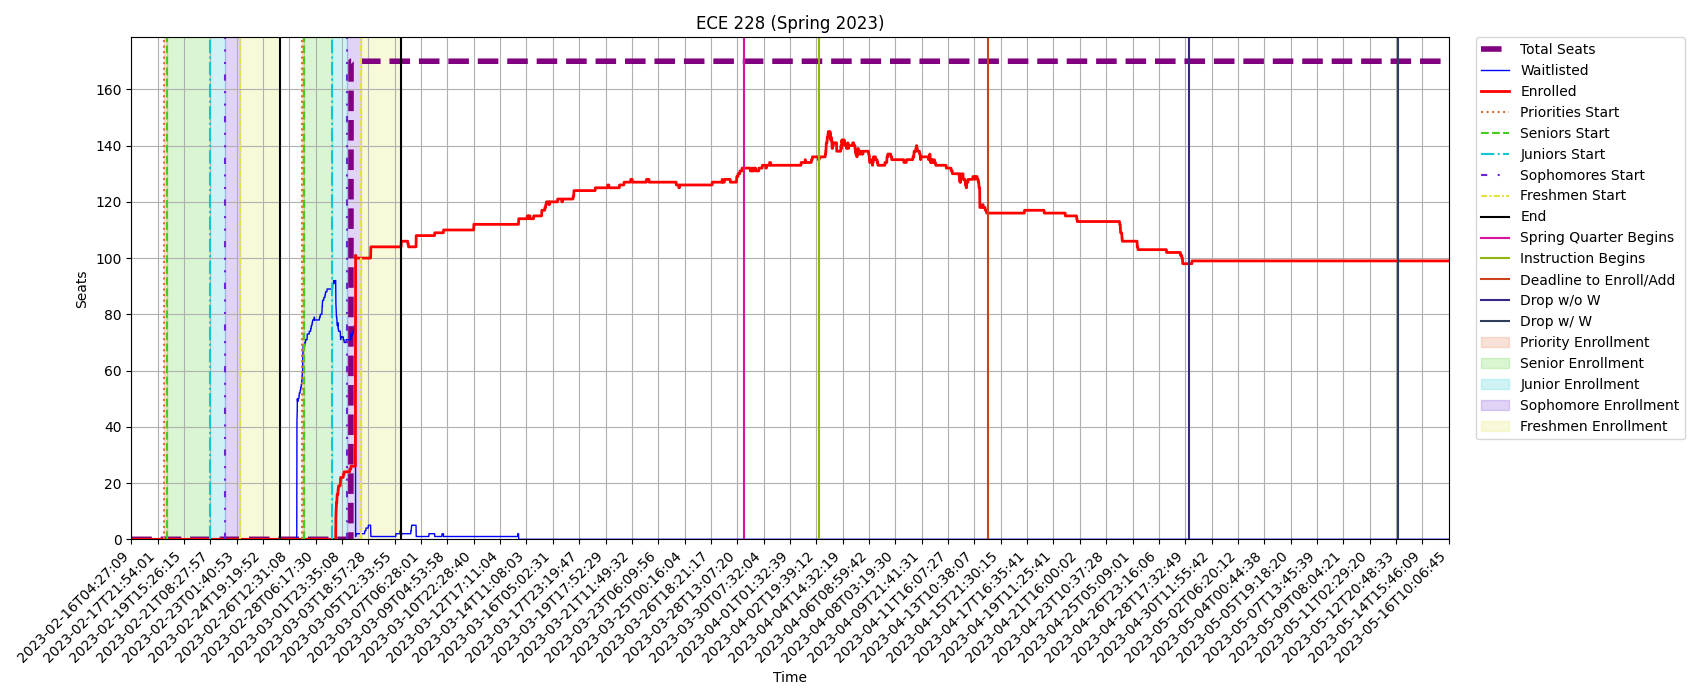 ECE 228 (Spring 2023)
Seats
160
140
120
100
80
60
40
20
0
2023-02-16T04:27:09
2023-02-17T21:54:01
2023-02-19T15:26:15
2023-02-21T08:27:57
2023-02-23T01:40:53
2023-02-24T19:19:52
2023-02-26T12:31:08
2023-02-28T06:17:30
2023-03-01T23:35:08
2023-03-03T18:57:28
2023-03-05T12:33:55
2023-03-07T06:28:01
2023-03-09T04:53:58
2023-03-10T22:28:40
2023-03-12T17:11:04
2023-03-14T11:08:03
2023-03-16T05:02:31
2023-03-17T23:19:47
2023-03-19T17:52:29
2023-03-21T11:49:32
2023-03-23T06:09:56
2023-03-25T00:16:04
2023-03-26T18:21:17
2023-03-28T13:07:20
2023-03-30T07:32:04
2023-04-01T01:32:39
2023-04-02T19:39:12
2023-04-04T14:32:19
2023-04-06T08:59:42
2023-04-08T03:19:30
2023-04-09T21:41:31
2023-04-11T16:07:27
2023-04-13T10:38:07
2023-04-15T21:30:15
2023-04-17T16:35:41
2023-04-19T11:25:41
2023-04-21T16:00:02
2023-04-23T10:37:28
2023-04-25T05:09:01
2023-04-26T23:16:06
2023-04-28T17:32:49
2023-04-30T11:55:42
2023-05-02T06:20:12
2023-05-04T00:44:38
2023-05-05T19:18:20
2023-05-07T13:45:39
2023-05-09T08:04:21
2023-05-11T02:29:20
2023-05-12T20:48:33
2023-05-14T15:46:09
2023-05-16T10:06:45
Time
Total Seats
Waitlisted
Enrolled
Priorities Start
Seniors Start
Juniors Start
Sophomores Start
Freshmen Start
End
Spring Quarter Begins
Instruction Begins
Deadline to Enroll/Add
Drop w/o W
Drop w/ W
Priority Enrollment
Senior Enrollment
Junior Enrollment
Sophomore Enrollment
Freshmen Enrollment